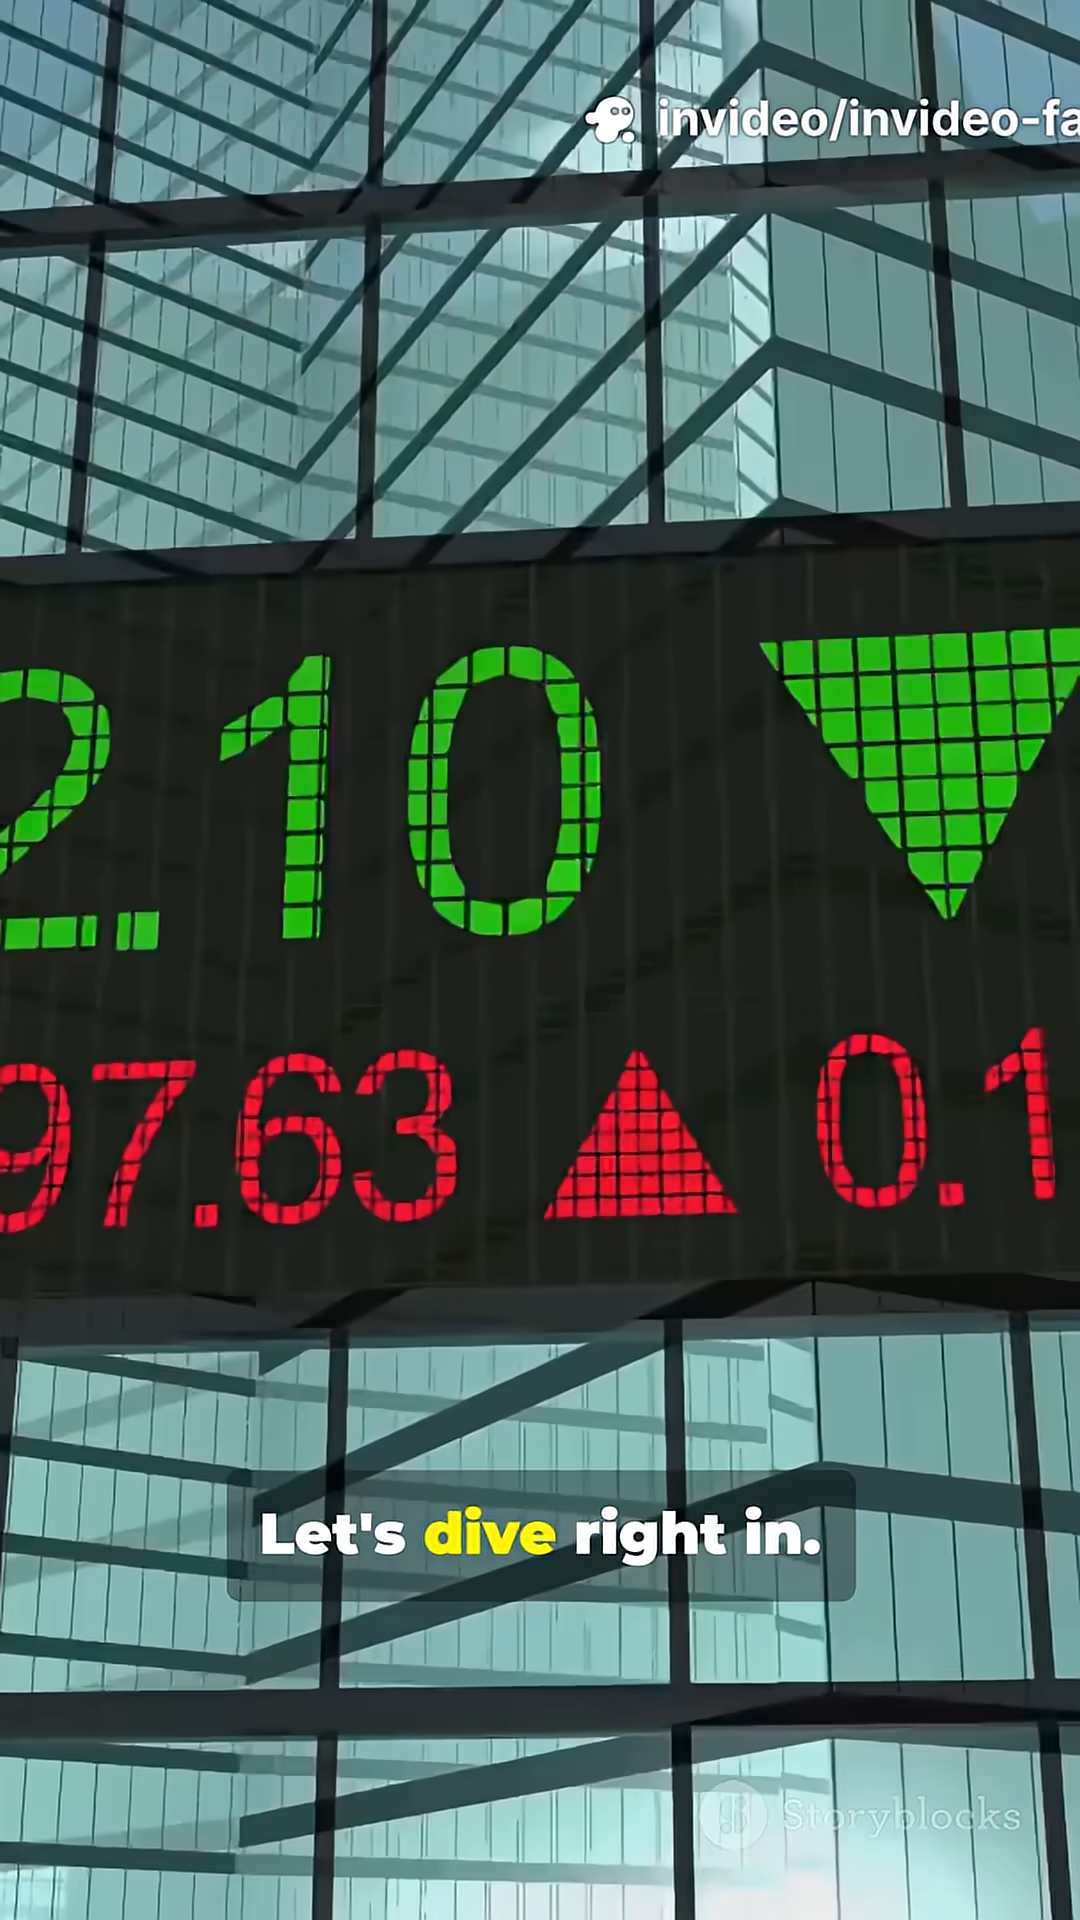 invideo/invideo-fa
2.10 ▼
97.63 ▲ 0.1
Let's dive right in.
Storyblocks